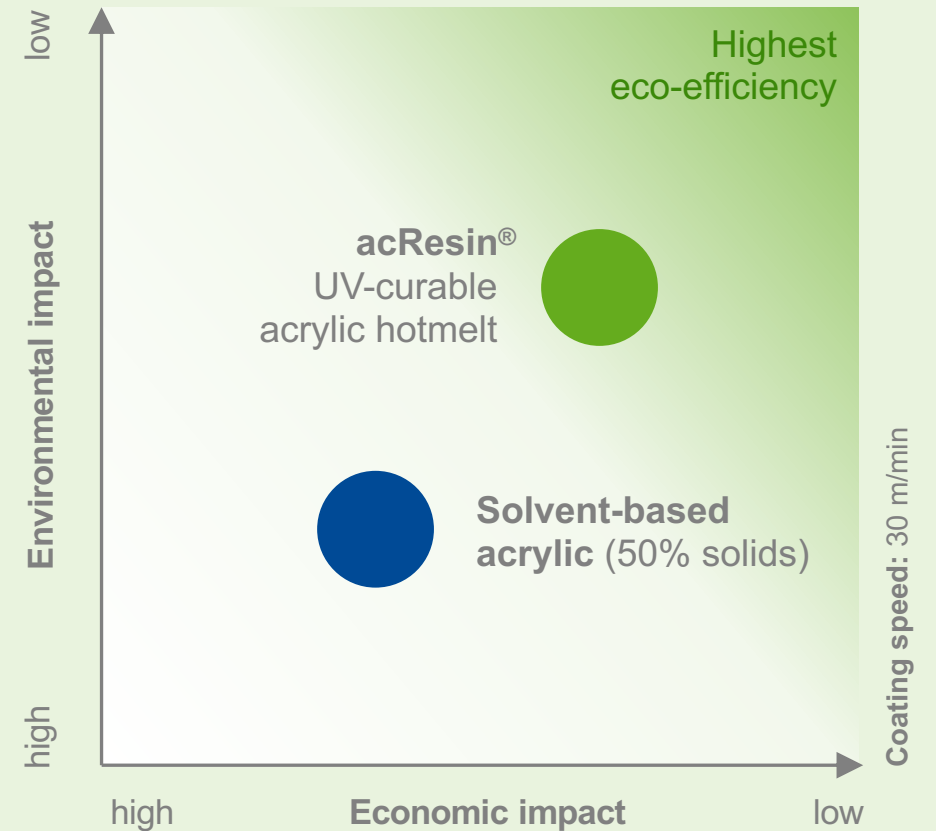 low
Highest
eco-efficiency
Environmental impact
acResin®
UV-curable
acrylic hotmelt
Solvent-based
acrylic (50% solids)
Coating speed: 30 m/min
high
high
Economic impact
low